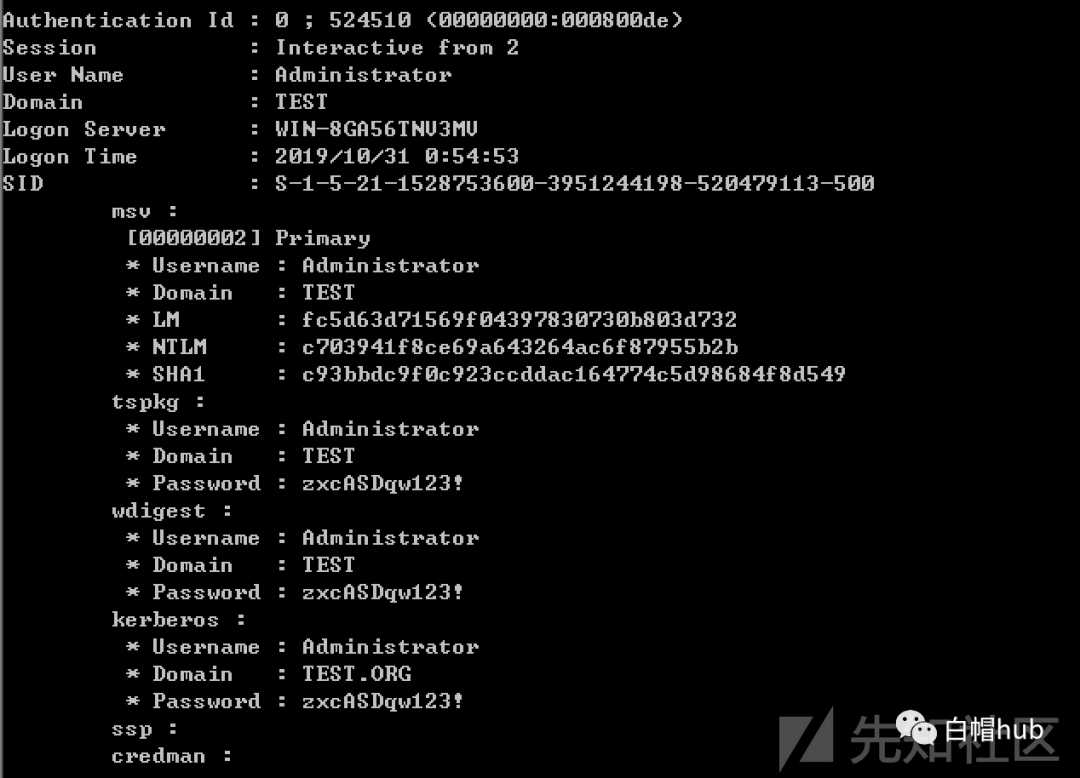 Authentication Id : 0 ; 524510 (00000000:000800de)
Session           : Interactive from 2
User Name         : Administrator
Domain            : TEST
Logon Server      : WIN-8GA56TNV3MV
Logon Time        : 2019/10/31 0:54:53
SID               : S-1-5-21-1528753600-3951244198-520479113-500
msv :
[00000002] Primary
* Username : Administrator
* Domain   : TEST
* LM       : fc5d63d71569f04397830730b803d732
* NTLM     : c703941f8ce69a643264ac6f87955b2b
* SHA1     : c93bbdc9f0c923ccddac164774c5d98684f8d549
tspkg :
* Username : Administrator
* Domain   : TEST
* Password : zxcASDqw123!
wdigest :
* Username : Administrator
* Domain   : TEST
* Password : zxcASDqw123!
kerberos :
* Username : Administrator
* Domain   : TEST.ORG
* Password : zxcASDqw123!
ssp :
credman :
先知社区
白帽hub